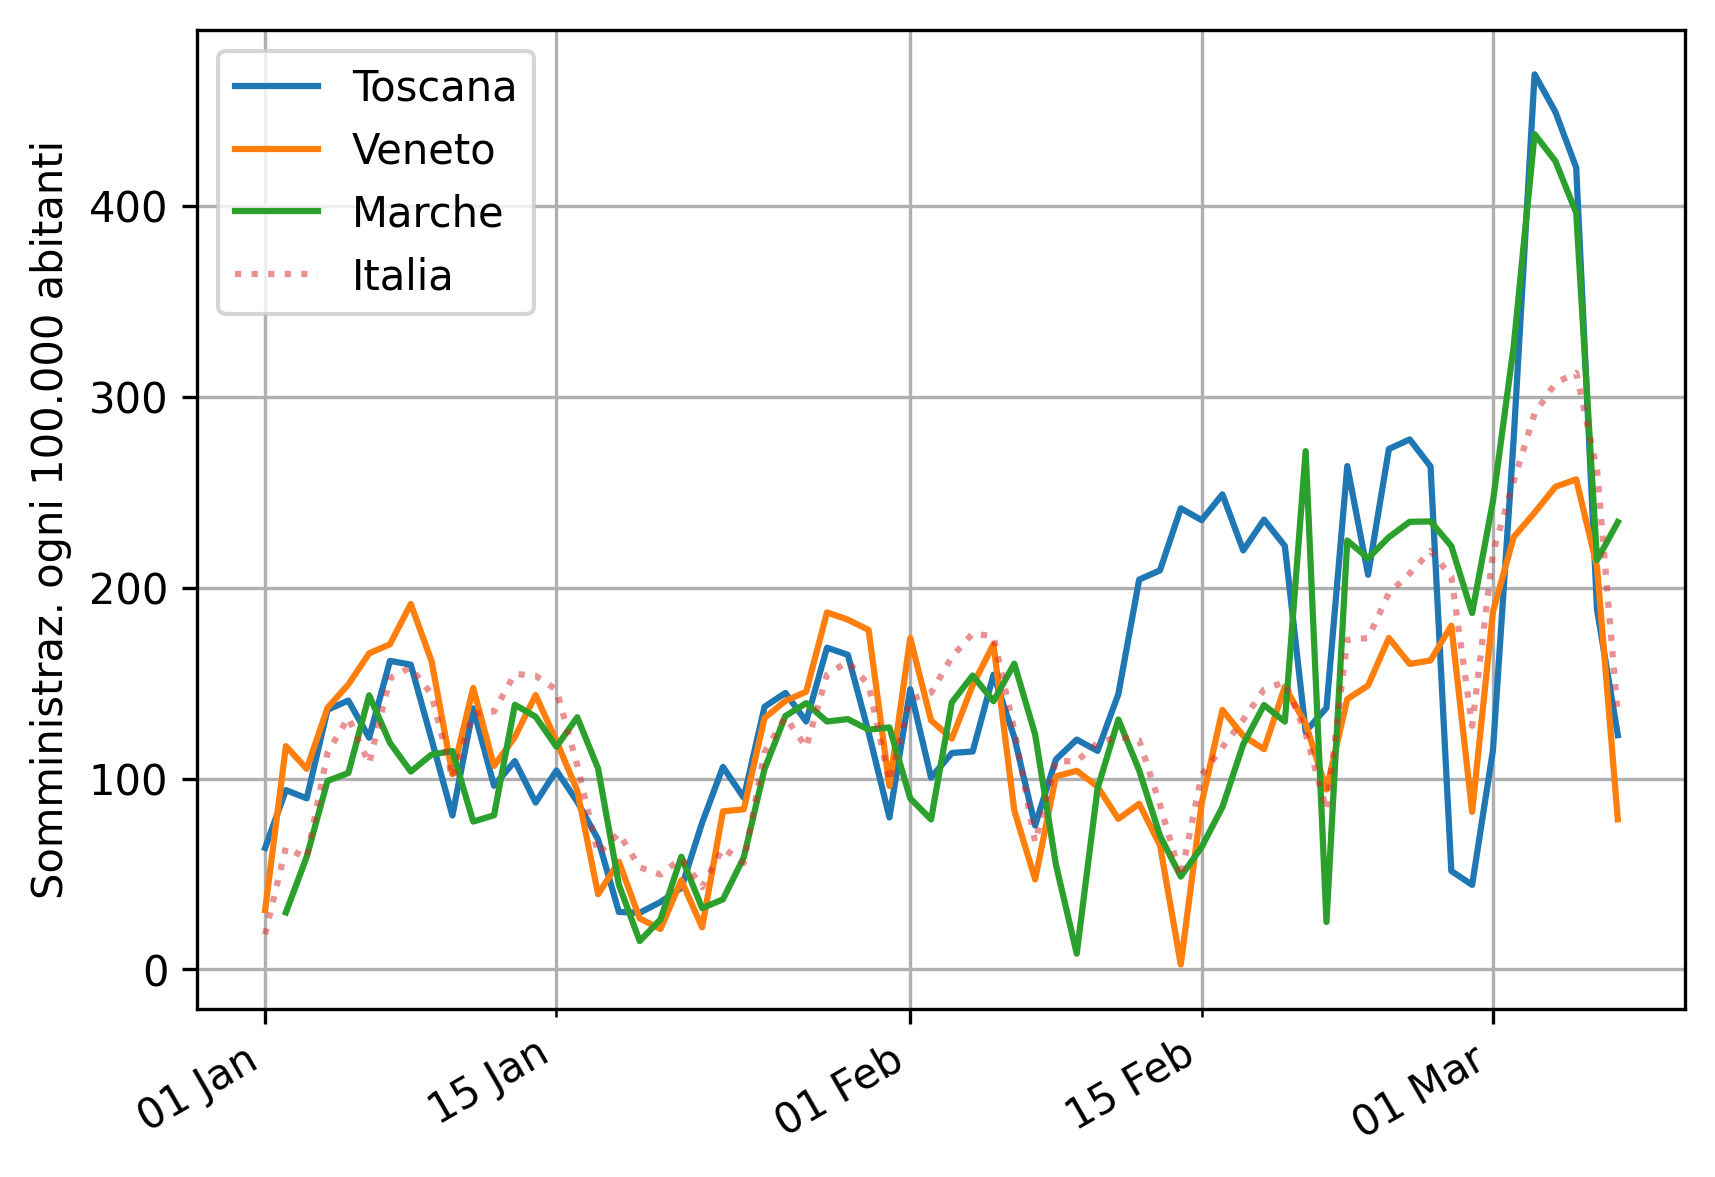 Toscana
Veneto
Marche
Italia
Somministraz. ogni 100.000 abitanti
400
300
200
100
0
01 Jan
15 Jan
01 Feb
15 Feb
01 Mar